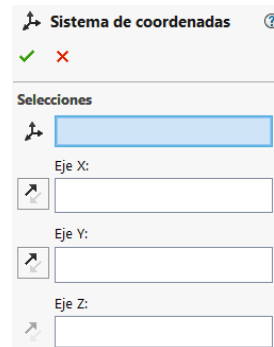 Sistema de coordenadas
Selecciones
Eje X:
Eje Y:
Eje Z: